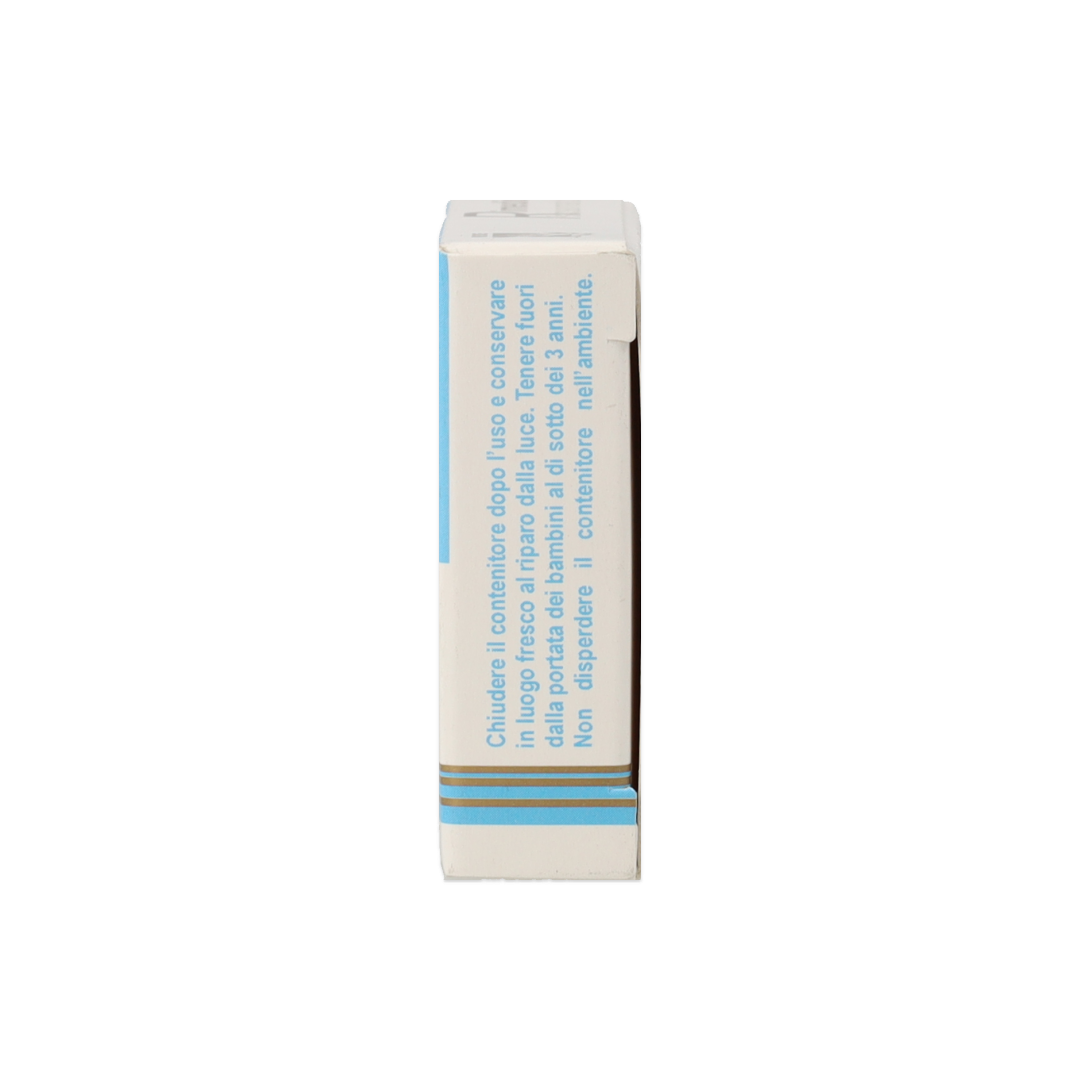 Chiudere il contenitore dopo l'uso e conservare
in luogo fresco al riparo dalla luce. Tenere fuori
dalla portata dei bambini al di sotto dei 3 anni.
Non disperdere il contenitore nell'ambiente.